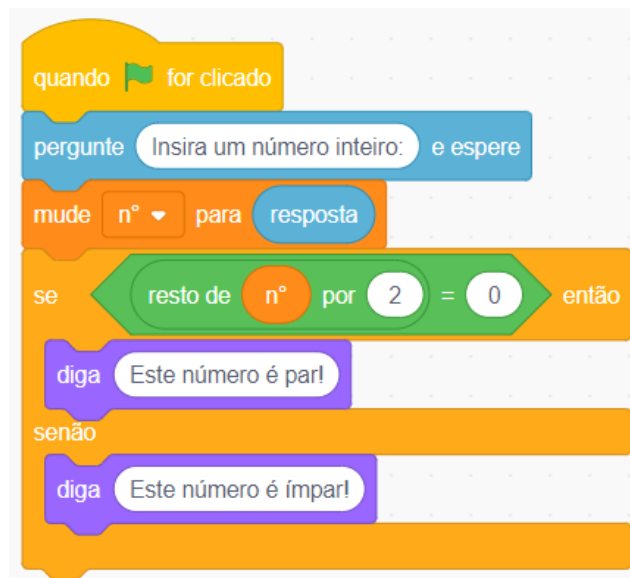 quando for clicado
pergunte Insira um número inteiro: e espere
mude n° para resposta
se resto de n° por 2 = 0 então
diga Este número é par!
senão
diga Este número é ímpar!